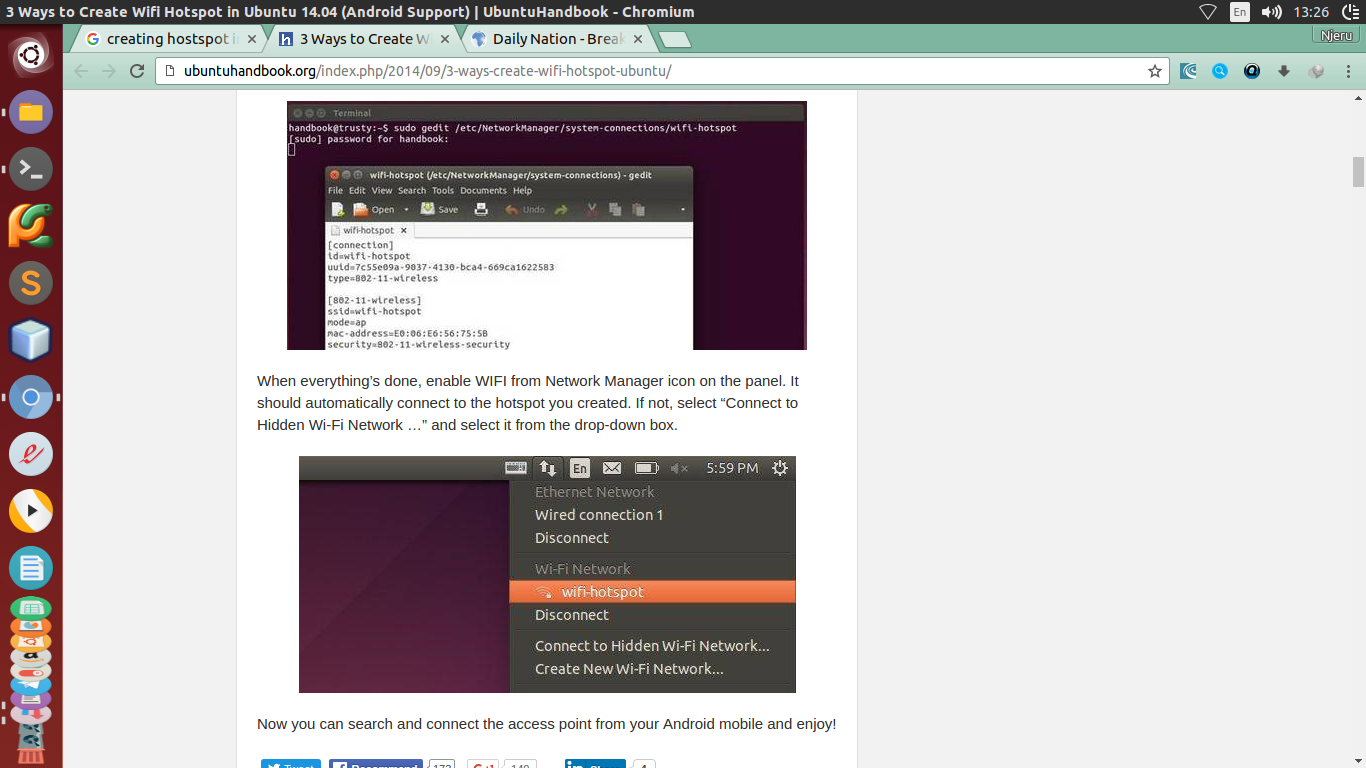 3 Ways to Create Wifi Hotspot in Ubuntu 14.04 (Android Support) | UbuntuHandbook - Chromium
En
13:26
creating hostspot i
3 Ways to Create W
Daily Nation - Brea
Njeru
ubuntuhandbook.org/index.php/2014/09/3-ways-create-wifi-hotspot-ubuntu/
Terminal
handbook@trusty:~$ sudo gedit /etc/NetworkManager/system-connections/wifi-hotspot
[sudo] password for handbook:
wifi-hotspot (/etc/NetworkManager/system-connections) - gedit
File Edit View Search Tools Documents Help
Open Save Undo
wifi-hotspot
[connection]
id=wifi-hotspot
uuid=7c55e09a-9037-4130-bca4-669ca1622583
type=802-11-wireless
[802-11-wireless]
ssid=wifi-hotspot
mode=ap
mac-address=E0:06:E6:56:75:5B
security=802-11-wireless-security
When everything’s done, enable WIFI from Network Manager icon on the panel. It
should automatically connect to the hotspot you created. If not, select “Connect to
Hidden Wi-Fi Network …” and select it from the drop-down box.
En
5:59 PM
Ethernet Network
Wired connection 1
Disconnect
Wi-Fi Network
wifi-hotspot
Disconnect
Connect to Hidden Wi-Fi Network...
Create New Wi-Fi Network...
Now you can search and connect the access point from your Android mobile and enjoy!
Tweet
Recommend